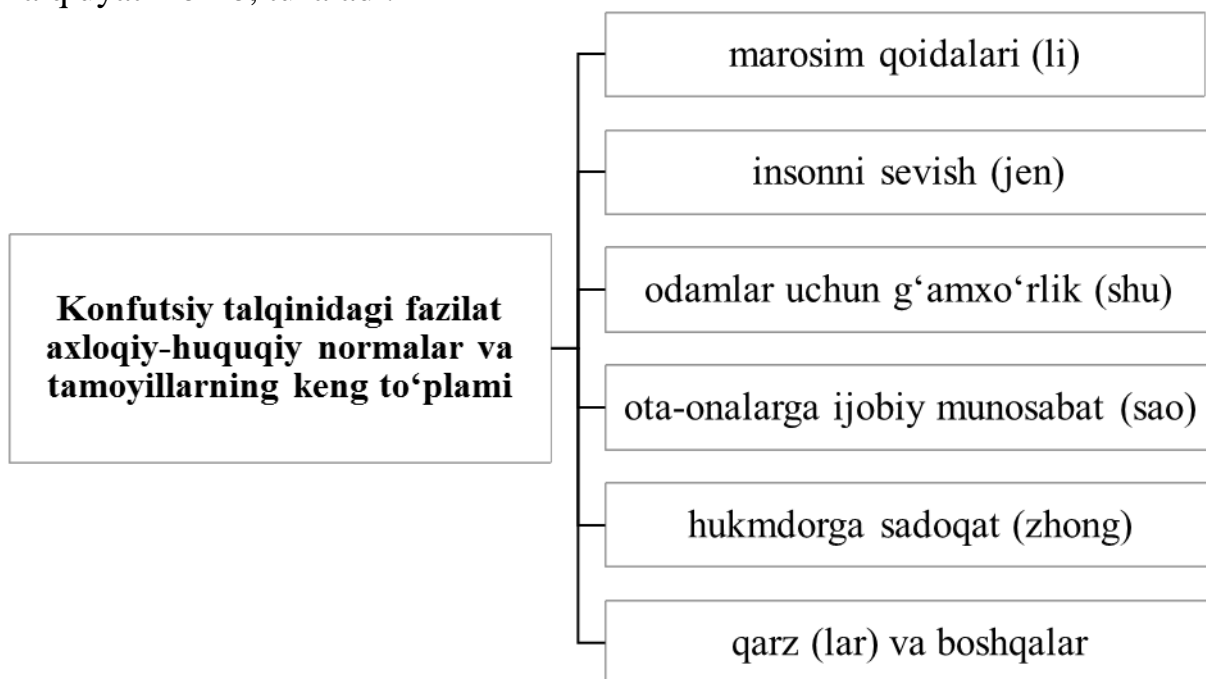 Konfutsiy talqinidagi fazilat
axloqiy-huquqiy normalar va
tamoyillarning keng to‘plami
marosim qoidalari (li)
insonni sevish (jen)
odamlar uchun g‘amxo‘rlik (shu)
ota-onalarga ijobiy munosabat (sao)
hukmdorga sadoqat (zhong)
qarz (lar) va boshqalar